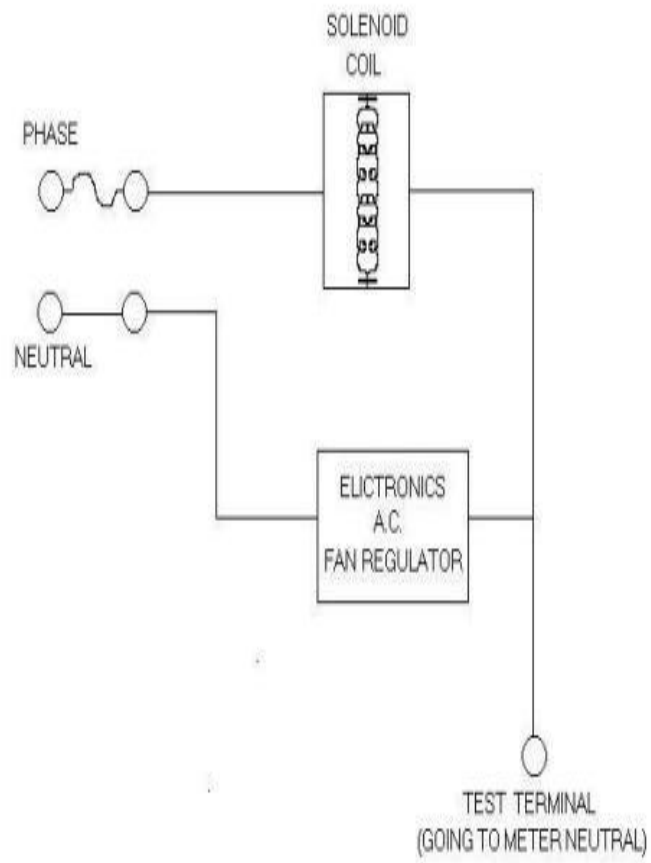 SOLENOID
COIL
PHASE
NEUTRAL
ELICTRONICS
A.C.
FAN REGULATOR
TEST TERMINAL
(GOING TO METER NEUTRAL)